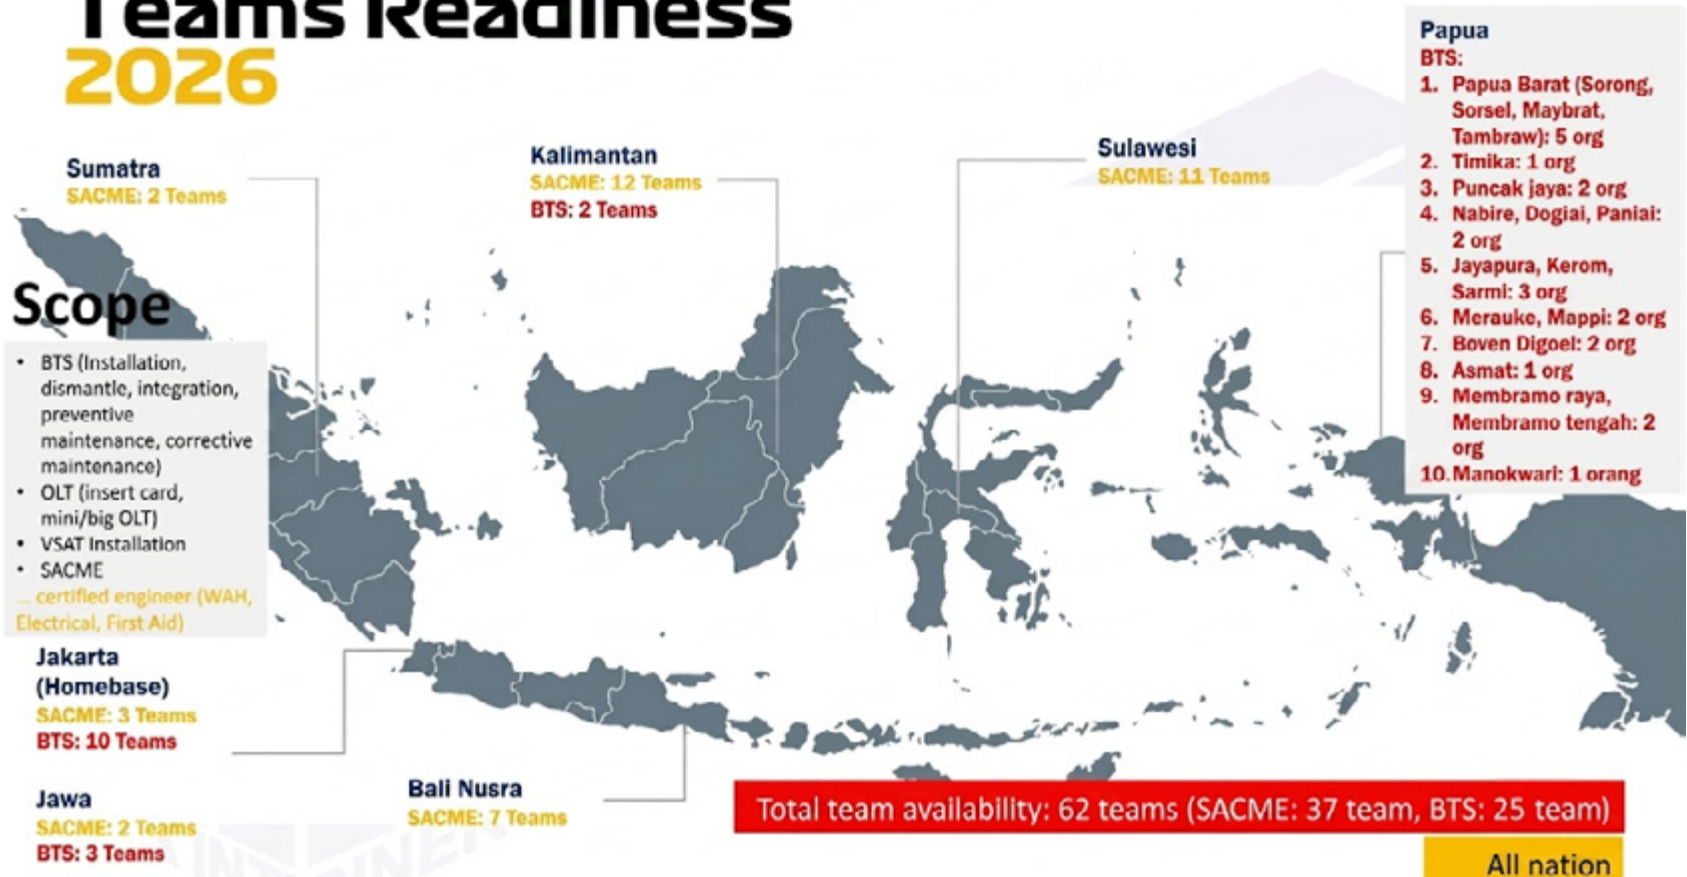 Teams Readiness
2026
Sumatra
SACME: 2 Teams
Kalimantan
SACME: 12 Teams
BTS: 2 Teams
Sulawesi
SACME: 11 Teams
Papua
BTS:
1. Papua Barat (Sorong,
Sorsel, Maybrat,
Tambraw): 5 org
2. Timika: 1 org
3. Puncak jaya: 2 org
4. Nabire, Dogiai, Paniai:
2 org
5. Jayapura, Kerom,
Sarmi: 3 org
6. Merauke, Mappi: 2 org
7. Boven Digoel: 2 org
8. Asmat: 1 org
9. Membramo raya,
Membramo tengah: 2
org
10. Manokwari: 1 orang
Scope
• BTS (Installation,
dismantle, integration,
preventive
maintenance, corrective
maintenance)
• OLT (insert card,
mini/big OLT)
• VSAT Installation
• SACME
... certified engineer (WAH,
Electrical, First Aid)
Jakarta
(Homebase)
SACME: 3 Teams
BTS: 10 Teams
Jawa
SACME: 2 Teams
BTS: 3 Teams
Bali Nusra
SACME: 7 Teams
Total team availability: 62 teams (SACME: 37 team, BTS: 25 team)
All nation